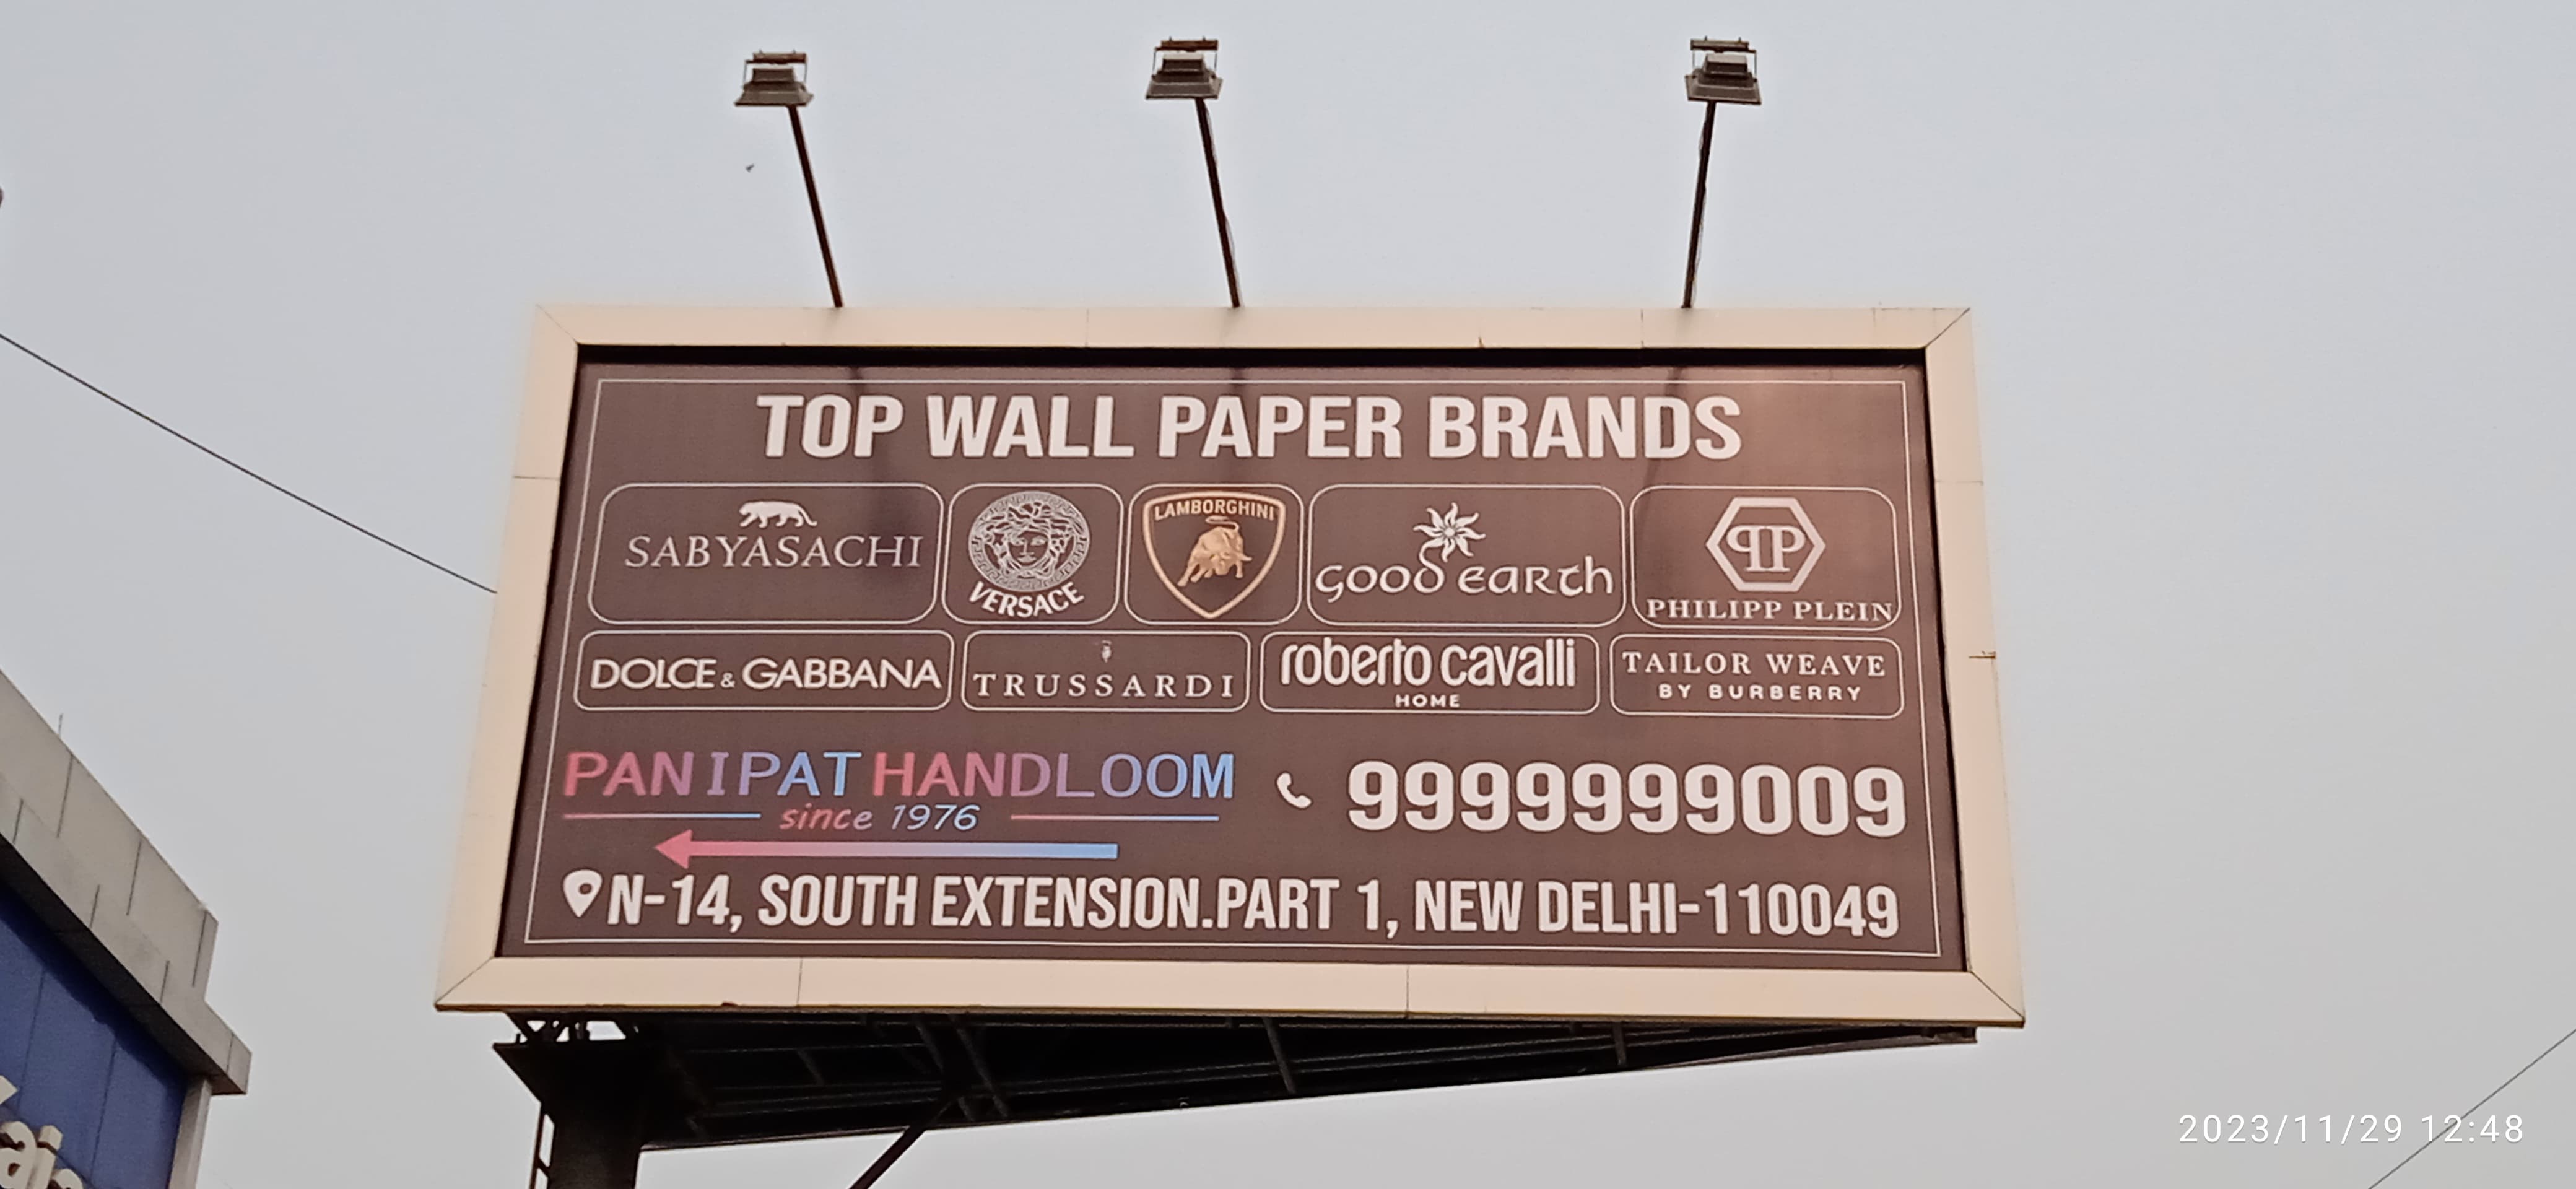 TOP WALL PAPER BRANDS
SABYASACHI
VERSACE
LAMBORGHINI
GOOD EARTH
PHILIPP PLEIN
DOLCE & GABBANA
TRUSSARDI
roberto cavalli
HOME
TAILOR WEAVE
BY BURBERRY
PANIPAT HANDLOOM
since 1976
9999999009
N-14, SOUTH EXTENSION.PART 1, NEW DELHI-110049
2023/11/29 12:48